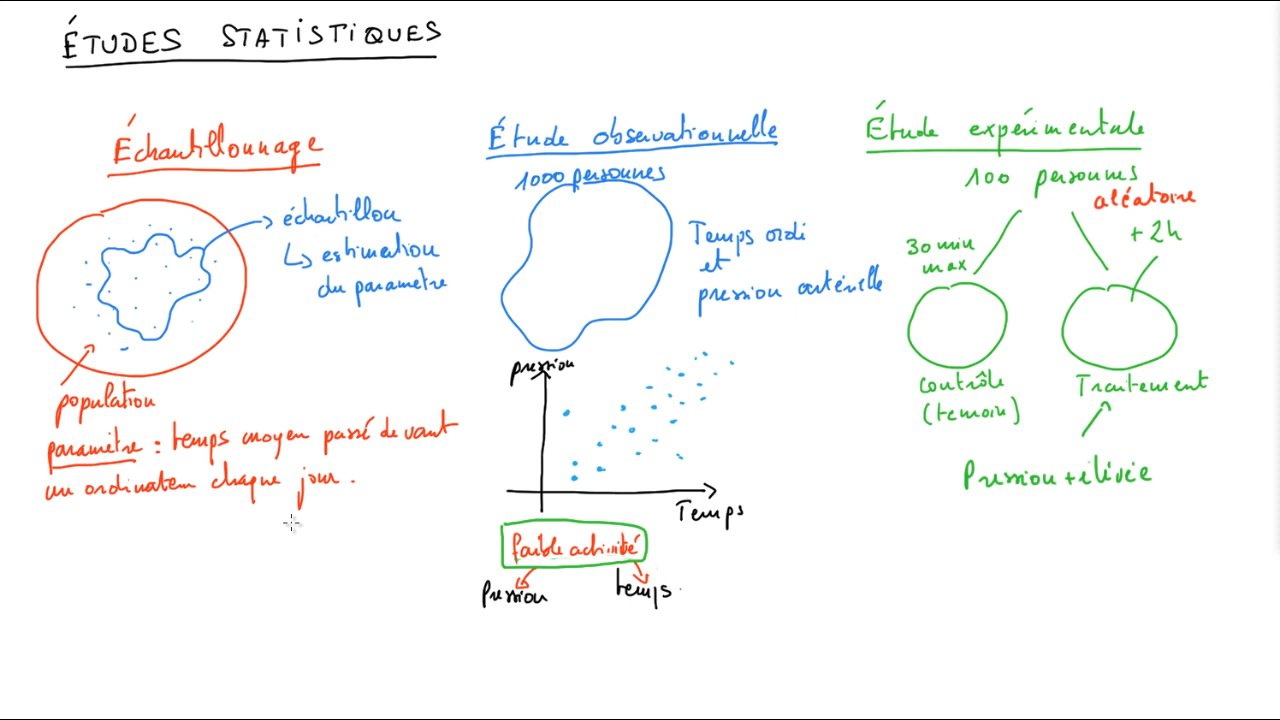 ÉTUDES STATISTIQUES
Échantillonnage
échantillon
↳ estimation
du paramètre
population
paramètre : temps moyen passé devant
un ordinateur chaque jour.
Étude observationnelle
1000 personnes
Temps ordi
et
pression artérielle
pression
Temps
faible activité
Pression
temps
Étude expérimentale
100 personnes
aléatoire
30 min
max
+ 2h
contrôle
(temoin)
Traitement
Pression + élévée